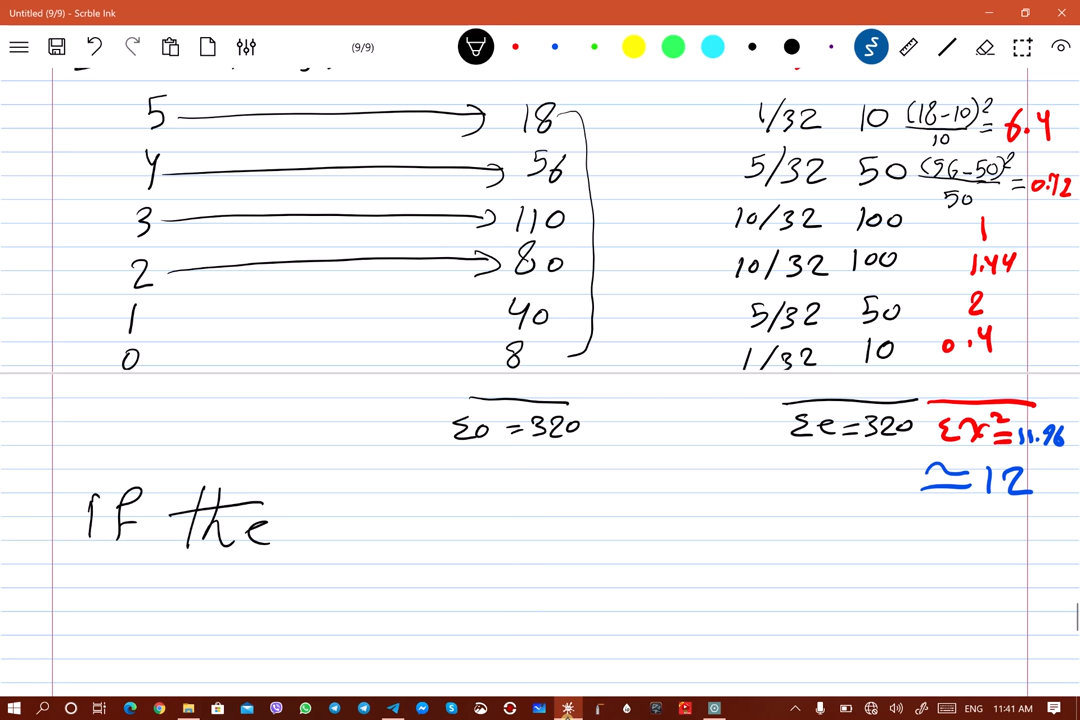 Untitled (9/9) - Scrble Ink
(9/9)
5 18 1/32 10 (18-10)²/10 = 6.4
4 56 5/32 50 (56-50)²/50 = 0.72
3 110 10/32 100 1
2 80 10/32 100 1.44
1 40 5/32 50 2
0 8 1/32 10 0.4
Σo = 320 Σe = 320 Σx² = 11.96
≃ 12
if the
ENG 11:41 AM